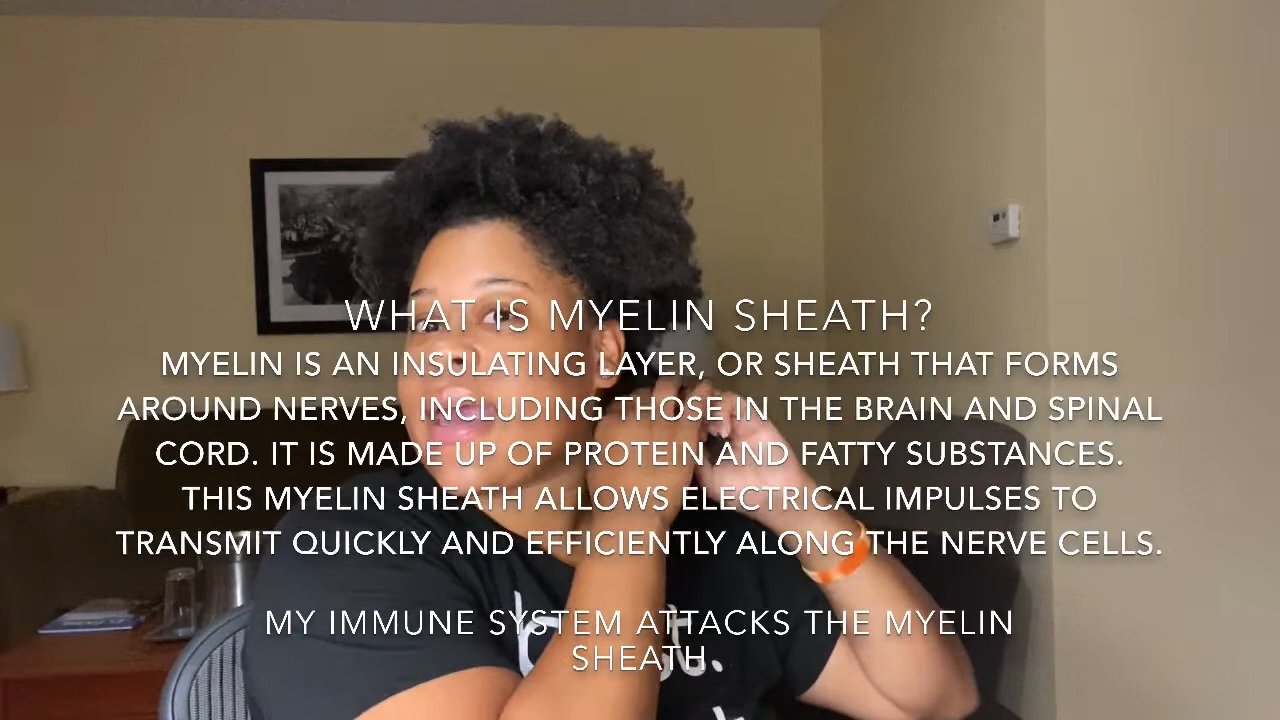 WHAT IS MYELIN SHEATH?
MYELIN IS AN INSULATING LAYER, OR SHEATH THAT FORMS
AROUND NERVES, INCLUDING THOSE IN THE BRAIN AND SPINAL
CORD. IT IS MADE UP OF PROTEIN AND FATTY SUBSTANCES.
THIS MYELIN SHEATH ALLOWS ELECTRICAL IMPULSES TO
TRANSMIT QUICKLY AND EFFICIENTLY ALONG THE NERVE CELLS.
MY IMMUNE SYSTEM ATTACKS THE MYELIN
SHEATH.